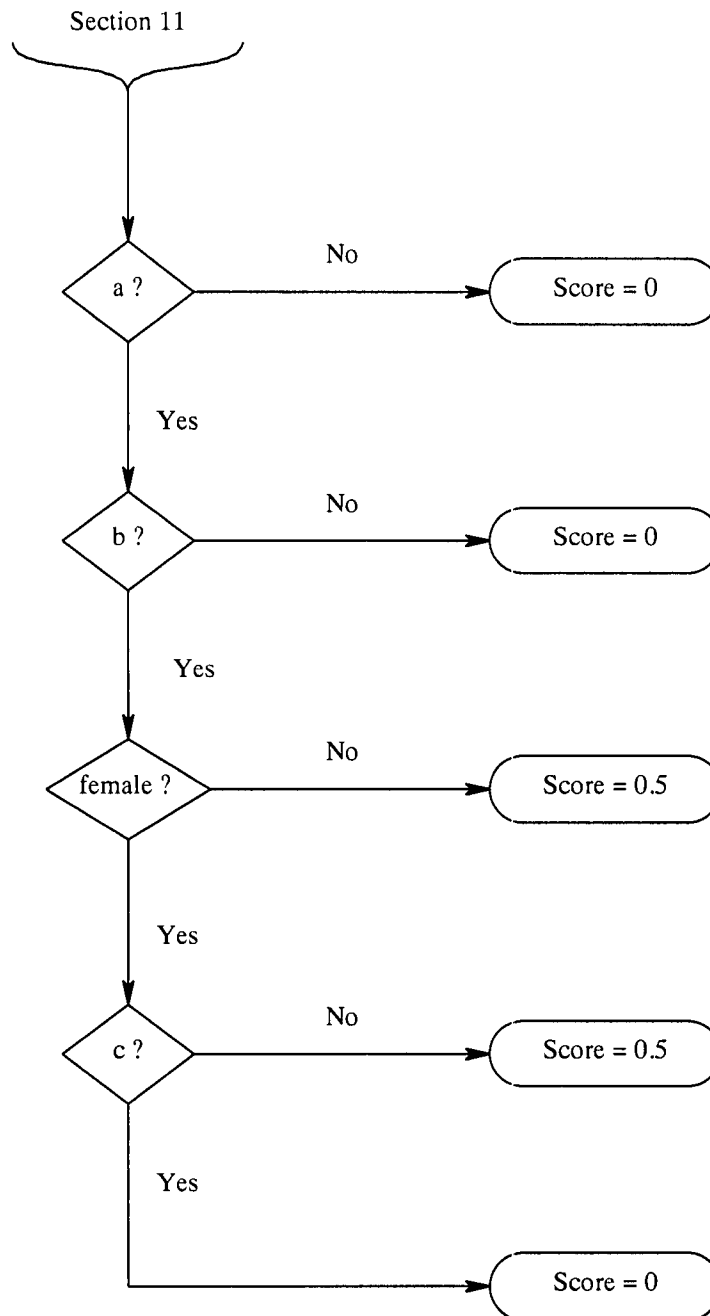 Section 11
a ?
No
Score = 0
Yes
b ?
No
Score = 0
Yes
female ?
No
Score = 0.5
Yes
c ?
No
Score = 0.5
Yes
Score = 0